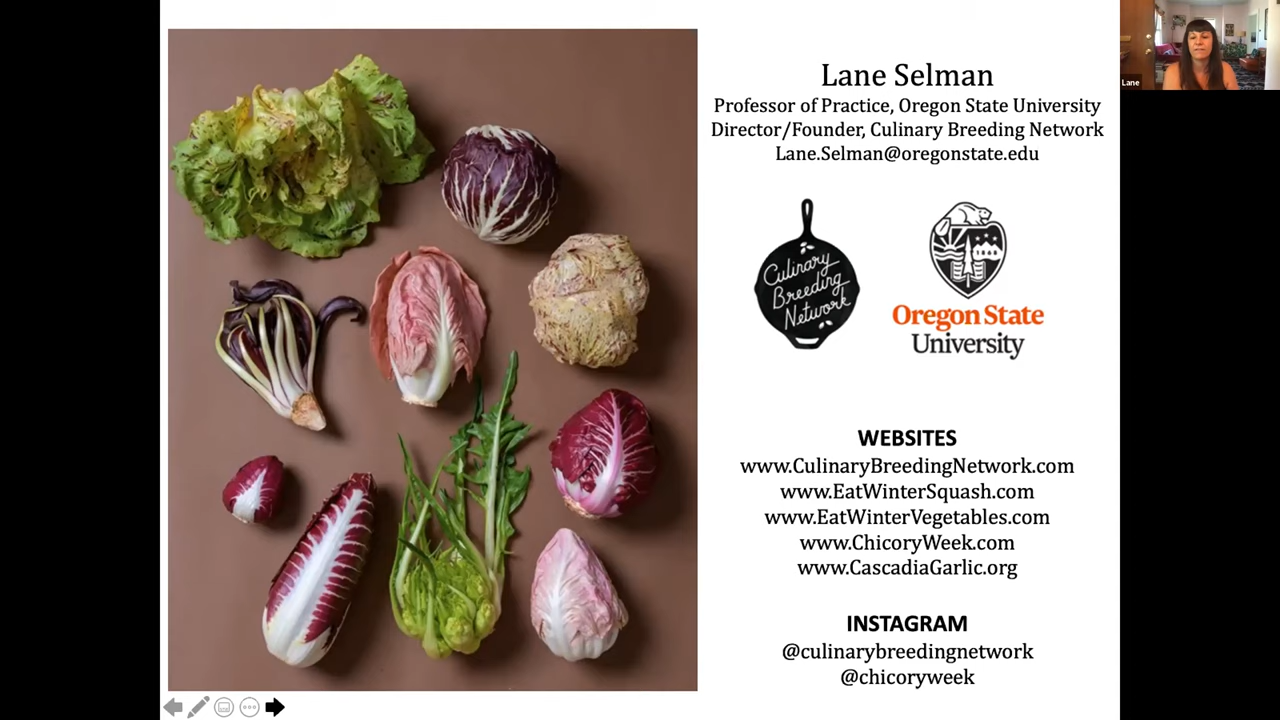 Lane Selman
Professor of Practice, Oregon State University
Director/Founder, Culinary Breeding Network
Lane.Selman@oregonstate.edu
Culinary
Breeding
Network
Oregon State
University
WEBSITES
www.CulinaryBreedingNetwork.com
www.EatWinterSquash.com
www.EatWinterVegetables.com
www.ChicoryWeek.com
www.CascadiaGarlic.org
INSTAGRAM
@culinarybreedingnetwork
@chicoryweek
Lane